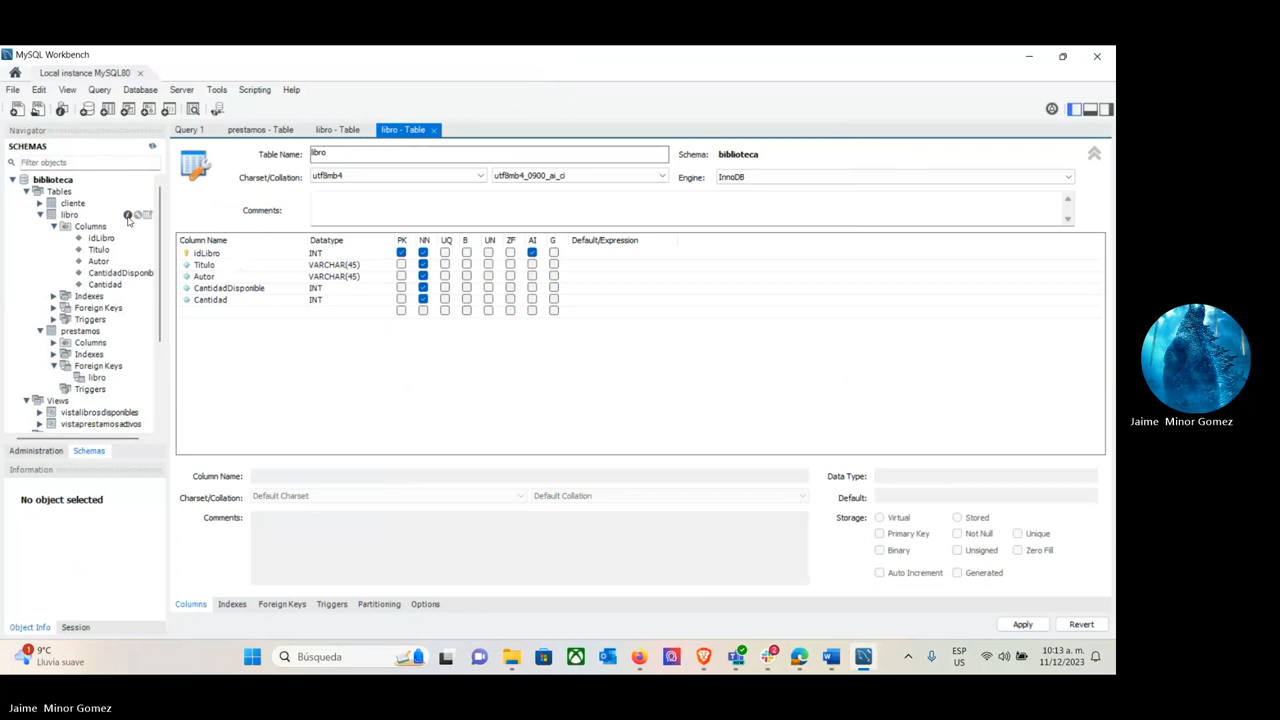 MySQL Workbench
Local instance MySQL80
File Edit View Query Database Server Tools Scripting Help
Navigator
SCHEMAS
Filter objects
biblioteca
Tables
cliente
libro
Columns
idLibro
Titulo
Autor
CantidadDisponib
Cantidad
Indexes
Foreign Keys
Triggers
prestamos
Columns
Indexes
Foreign Keys
libro
Triggers
Views
vistalibrosdisponibles
vistaprestamosactivos
Administration Schemas
Information
No object selected
Object Info Session
Query 1 prestamos - Table libro - Table libro - Table
Table Name: libro Schema: biblioteca
Charset/Collation: utf8mb4 utf8mb4_0900_ai_ci Engine: InnoDB
Comments:
Column Name Datatype PK NN UQ B UN ZF AI G Default/Expression
idLibro INT
Titulo VARCHAR(45)
Autor VARCHAR(45)
CantidadDisponible INT
Cantidad INT
Column Name: Data Type:
Charset/Collation: Default Charset Default Collation Default:
Comments: Storage: Virtual Stored
Primary Key Not Null Unique
Binary Unsigned Zero Fill
Auto Increment Generated
Columns Indexes Foreign Keys Triggers Partitioning Options
Apply Revert
1
9°C
Lluvia suave
Búsqueda
2
ESP
US
10:13 a. m.
11/12/2023
Jaime Minor Gomez
Jaime Minor Gomez